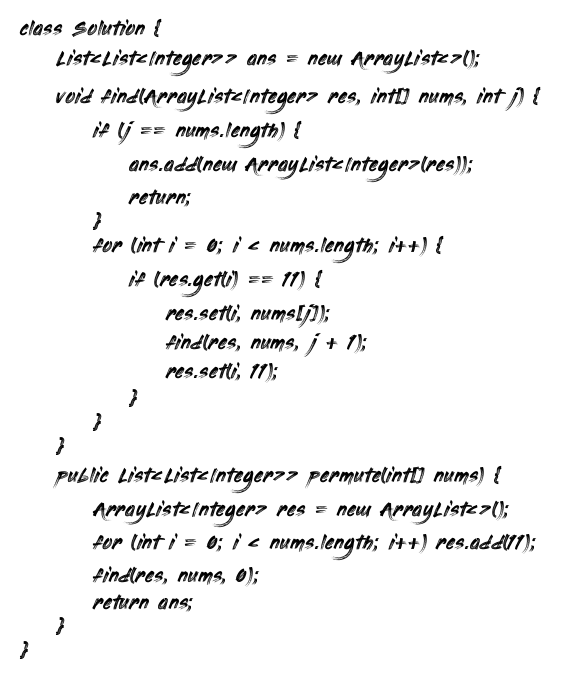 class Solution {
    List<List<Integer>> ans = new ArrayList<>();
    void find(ArrayList<Integer> res, int[] nums, int j) {
        if (j == nums.length) {
            ans.add(new ArrayList<Integer>(res));
            return;
        }
        for (int i = 0; i < nums.length; i++) {
            if (res.get(i) == 11) {
                res.set(i, nums[j]);
                find(res, nums, j + 1);
                res.set(i, 11);
            }
        }
    }
    public List<List<Integer>> permute(int[] nums) {
        ArrayList<Integer> res = new ArrayList<>();
        for (int i = 0; i < nums.length; i++) res.add(11);
        find(res, nums, 0);
        return ans;
    }
}